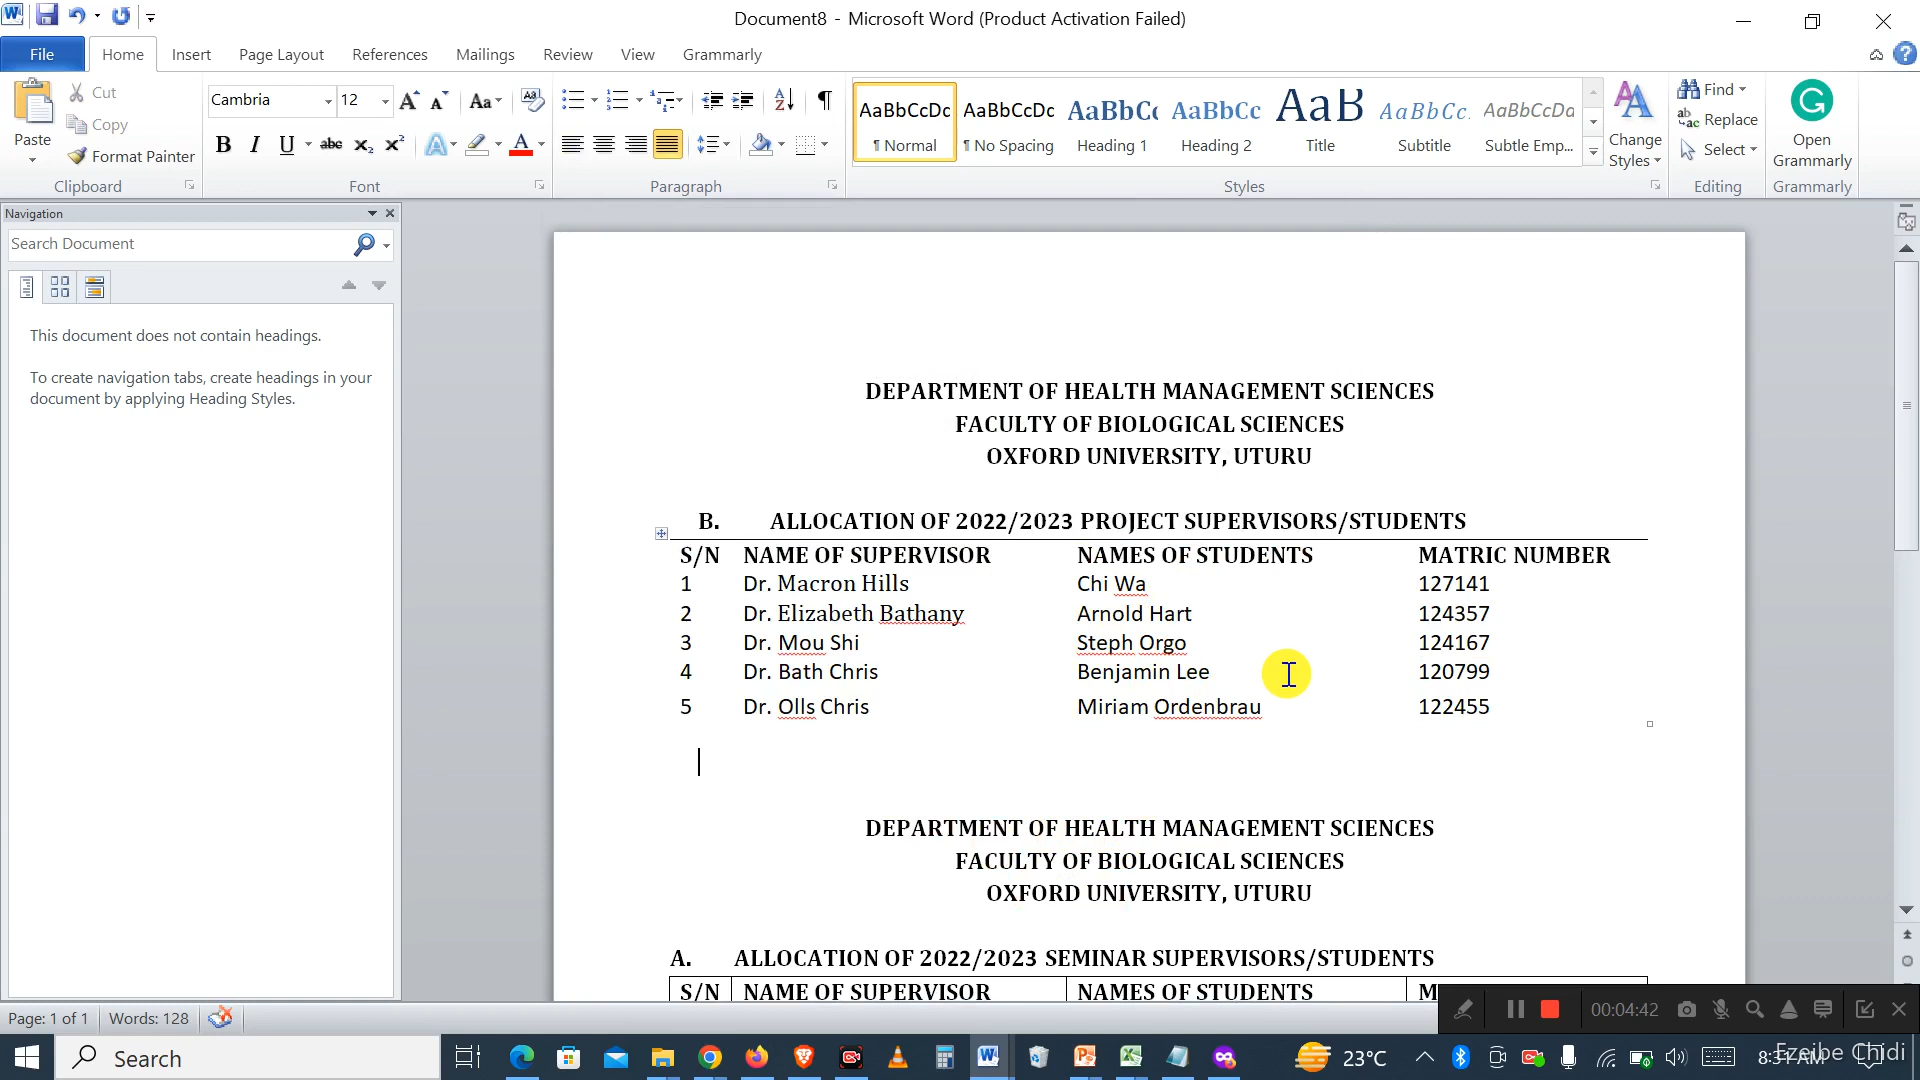 Document8 - Microsoft Word (Product Activation Failed)
File Home Insert Page Layout References Mailings Review View Grammarly
Paste
Cut
Copy
Format Painter
Clipboard
Cambria 12
Font
Paragraph
AaBbCcDc AaBbCcDc AaBbCc AaBbCc AaB AaBbCc. AaBbCcDa
¶ Normal ¶ No Spacing Heading 1 Heading 2 Title Subtitle Subtle Emp...
Change Styles
Styles
Find
Replace
Select
Editing
Open Grammarly
Grammarly
Navigation
Search Document
This document does not contain headings.
To create navigation tabs, create headings in your
document by applying Heading Styles.
DEPARTMENT OF HEALTH MANAGEMENT SCIENCES
FACULTY OF BIOLOGICAL SCIENCES
OXFORD UNIVERSITY, UTURU
B. ALLOCATION OF 2022/2023 PROJECT SUPERVISORS/STUDENTS
S/N NAME OF SUPERVISOR NAMES OF STUDENTS MATRIC NUMBER
1 Dr. Macron Hills Chi Wa 127141
2 Dr. Elizabeth Bathany Arnold Hart 124357
3 Dr. Mou Shi Steph Orgo 124167
4 Dr. Bath Chris Benjamin Lee 120799
5 Dr. Olls Chris Miriam Ordenbrau 122455
DEPARTMENT OF HEALTH MANAGEMENT SCIENCES
FACULTY OF BIOLOGICAL SCIENCES
OXFORD UNIVERSITY, UTURU
A. ALLOCATION OF 2022/2023 SEMINAR SUPERVISORS/STUDENTS
S/N NAME OF SUPERVISOR NAMES OF STUDENTS M
Page: 1 of 1 Words: 128
00:04:42
Search
23°C
Ezeibe Chidi